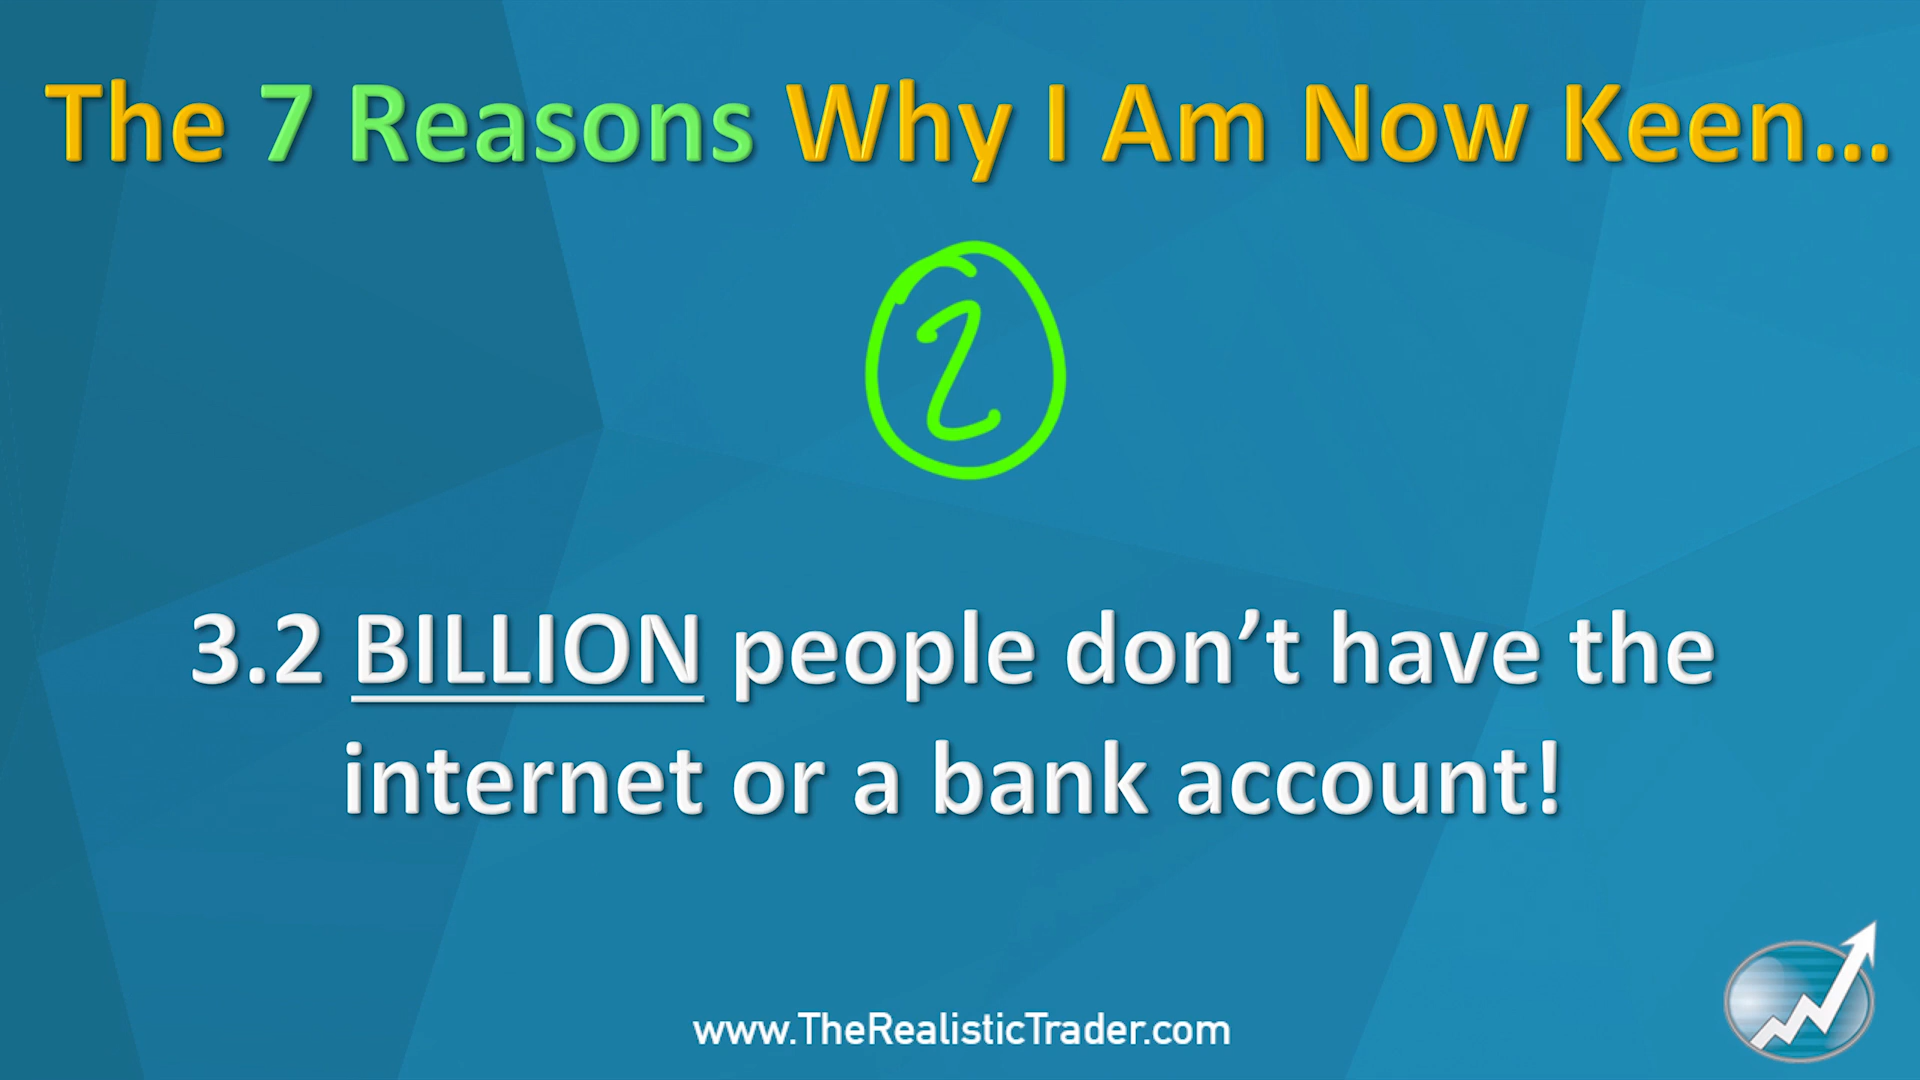 The 7 Reasons Why I Am Now Keen...
2
3.2 BILLION people don’t have the
internet or a bank account!
www.TheRealisticTrader.com